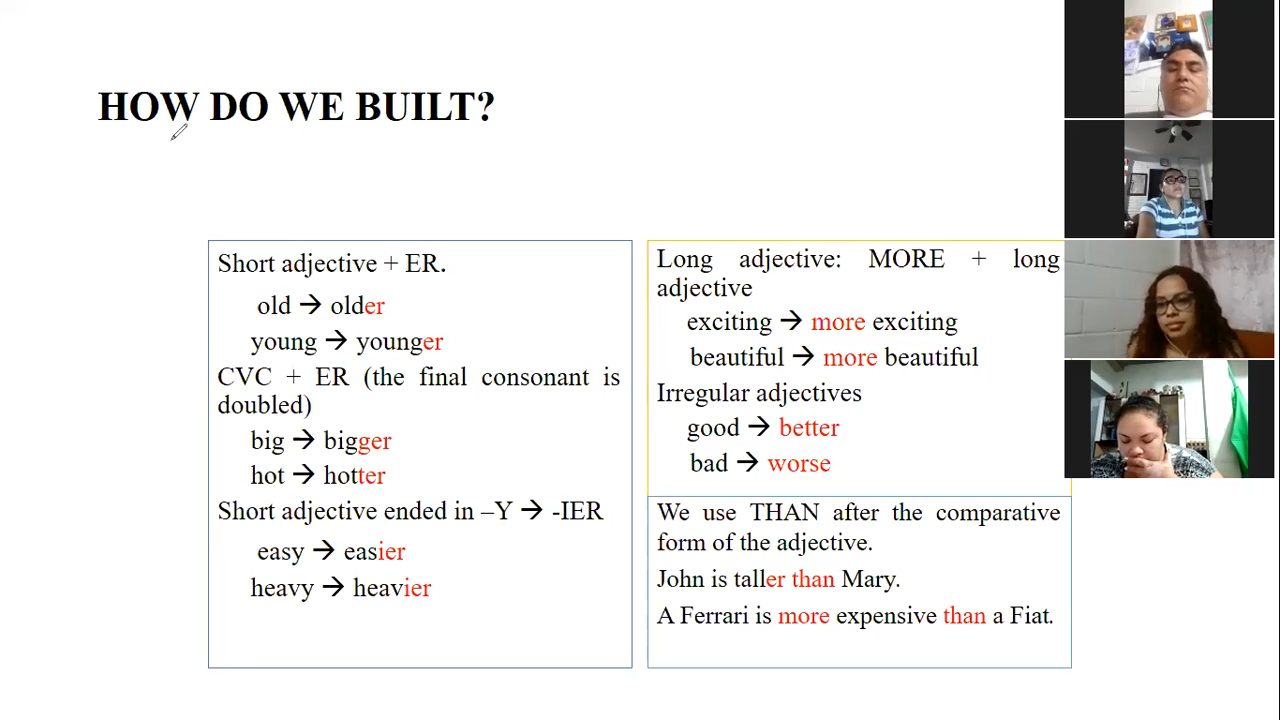 HOW DO WE BUILT?
Short adjective + ER.
old → older
young → younger
CVC + ER (the final consonant is
doubled)
big → bigger
hot → hotter
Short adjective ended in –Y → -IER
easy → easier
heavy → heavier
Long adjective: MORE + long
adjective
exciting → more exciting
beautiful → more beautiful
Irregular adjectives
good → better
bad → worse
We use THAN after the comparative
form of the adjective.
John is taller than Mary.
A Ferrari is more expensive than a Fiat.